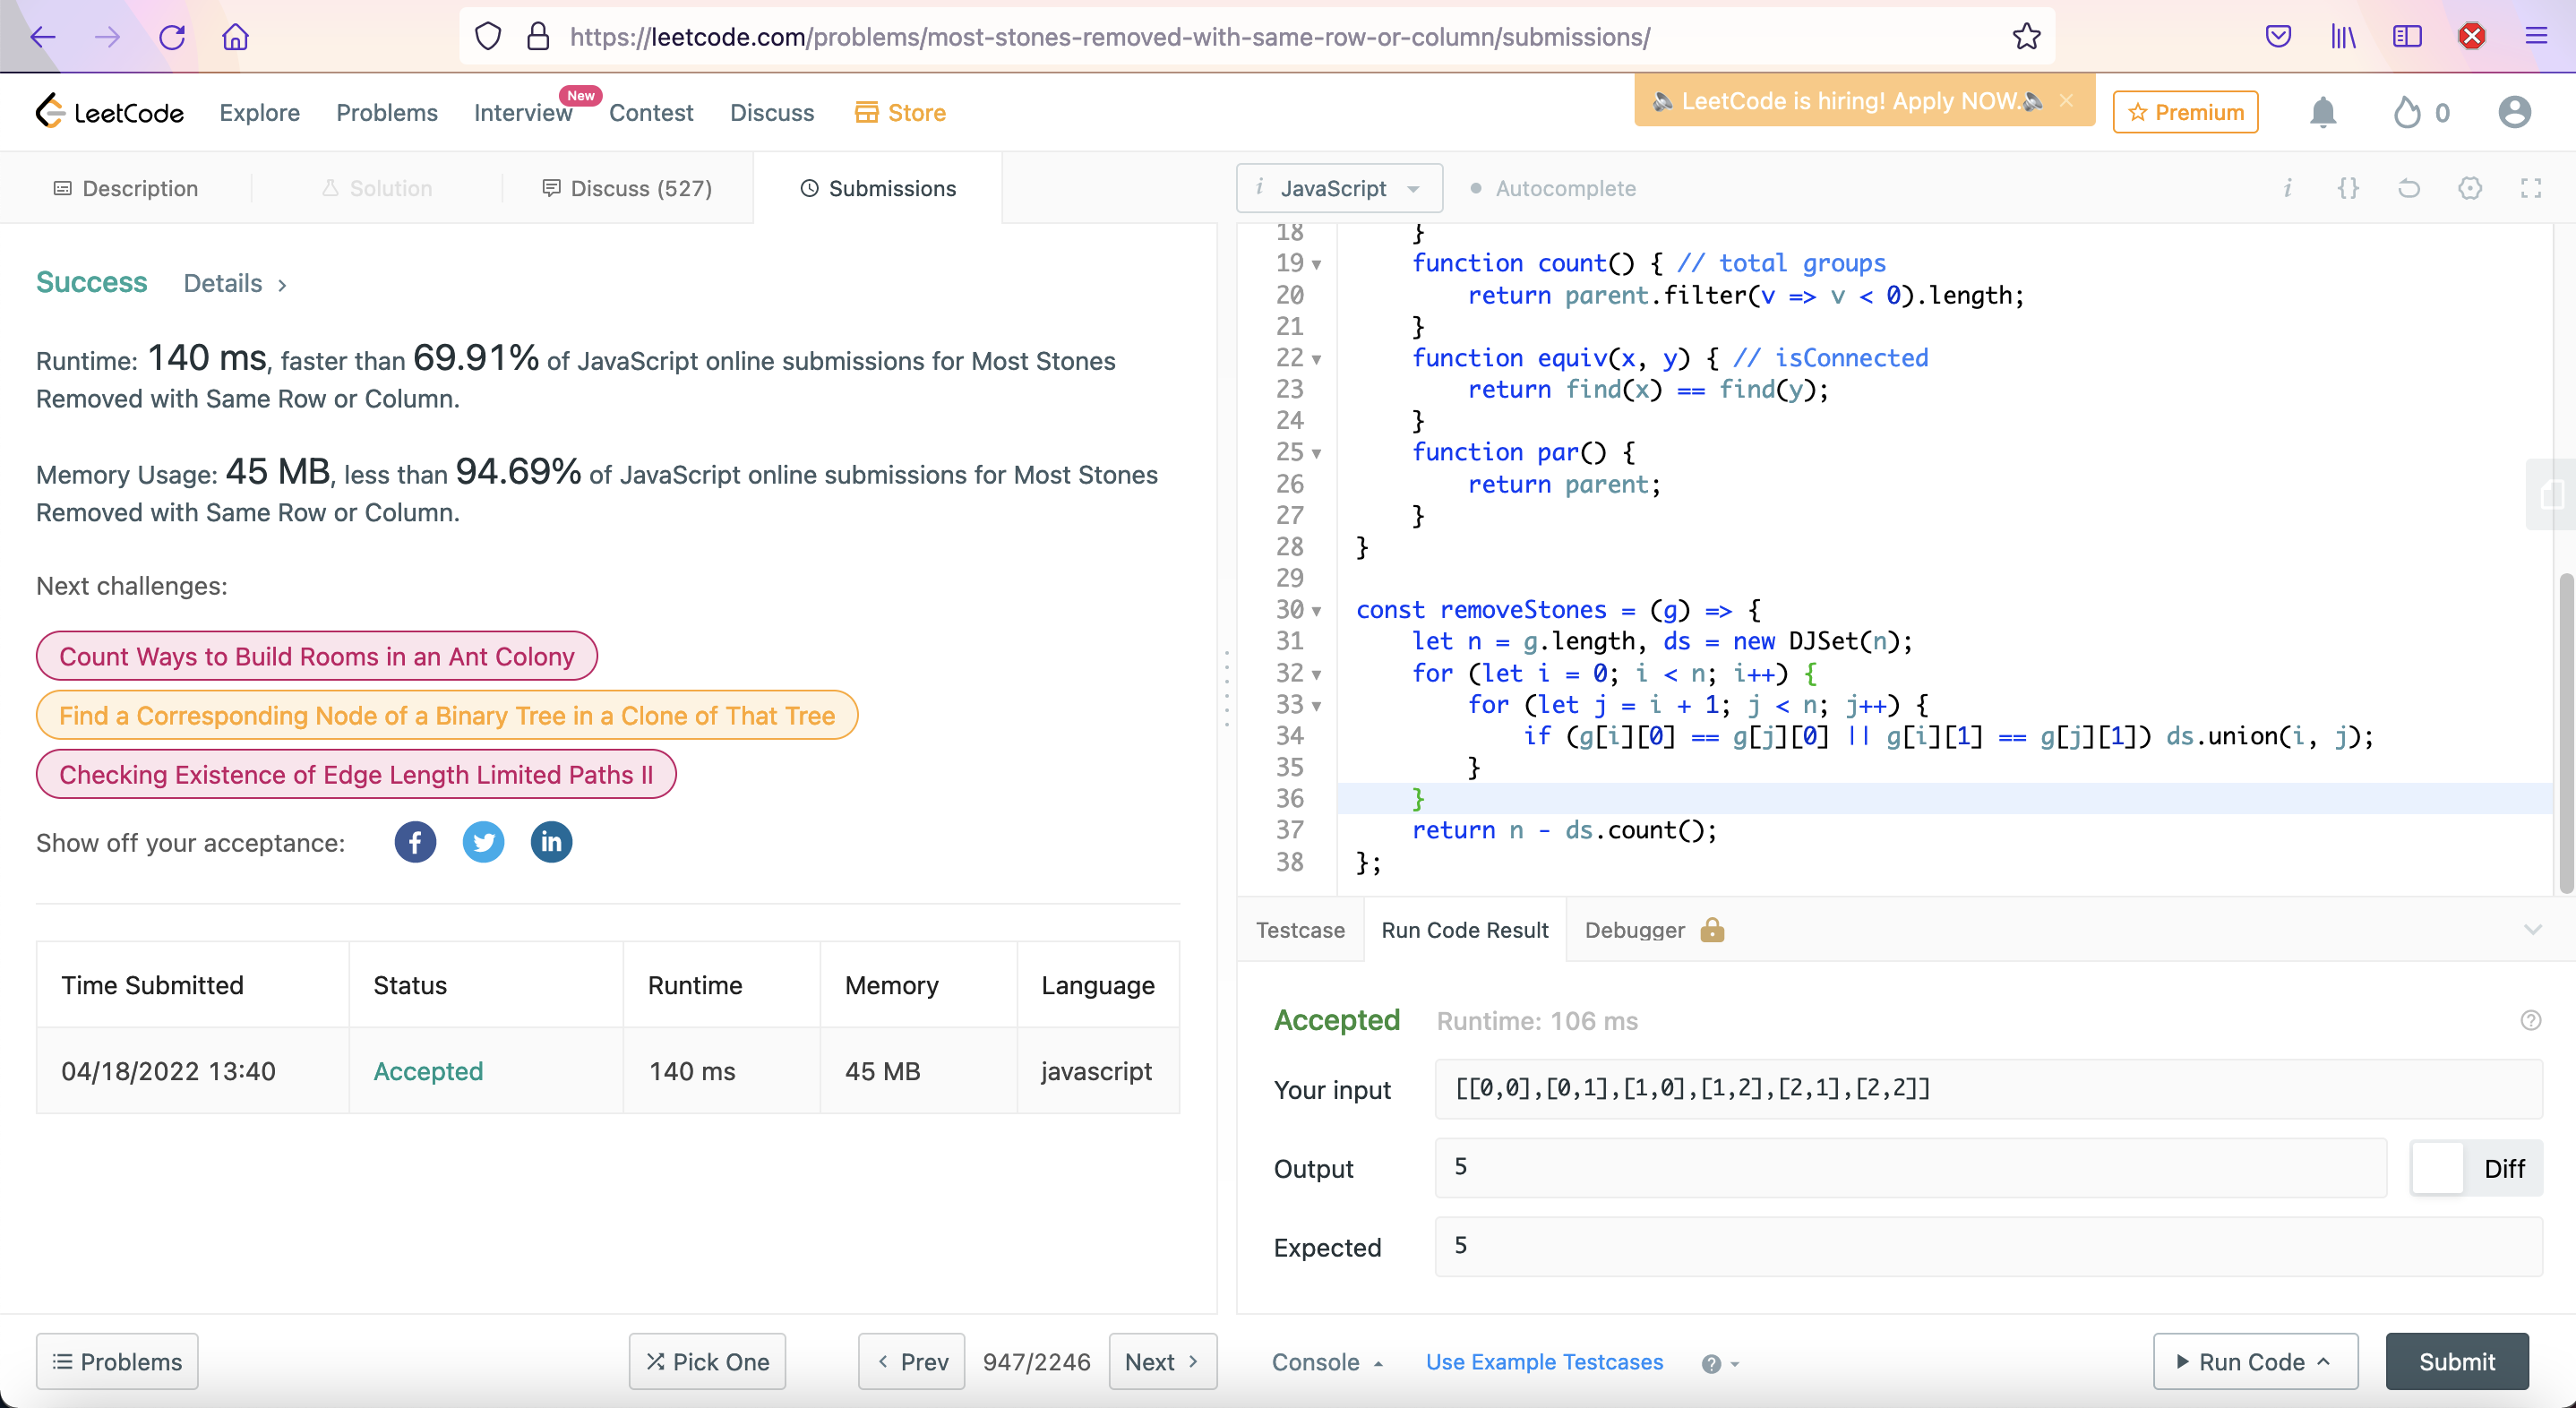 https://leetcode.com/problems/most-stones-removed-with-same-row-or-column/submissions/
LeetCode Explore Problems Interview New Contest Discuss Store LeetCode is hiring! Apply NOW. × Premium 0
Description Solution Discuss (527) Submissions
i JavaScript Autocomplete i {}
Success Details >
Runtime: 140 ms, faster than 69.91% of JavaScript online submissions for Most Stones
Removed with Same Row or Column.
Memory Usage: 45 MB, less than 94.69% of JavaScript online submissions for Most Stones
Removed with Same Row or Column.
Next challenges:
Count Ways to Build Rooms in an Ant Colony
Find a Corresponding Node of a Binary Tree in a Clone of That Tree
Checking Existence of Edge Length Limited Paths II
Show off your acceptance: f in
Time Submitted Status Runtime Memory Language
04/18/2022 13:40 Accepted 140 ms 45 MB javascript
18 }
19 function count() { // total groups
20 return parent.filter(v => v < 0).length;
21 }
22 function equiv(x, y) { // isConnected
23 return find(x) == find(y);
24 }
25 function par() {
26 return parent;
27 }
28 }
29
30 const removeStones = (g) => {
31 let n = g.length, ds = new DJSet(n);
32 for (let i = 0; i < n; i++) {
33 for (let j = i + 1; j < n; j++) {
34 if (g[i][0] == g[j][0] || g[i][1] == g[j][1]) ds.union(i, j);
35 }
36 }
37 return n - ds.count();
38 };
Testcase Run Code Result Debugger
Accepted Runtime: 106 ms ?
Your input [[0,0],[0,1],[1,0],[1,2],[2,1],[2,2]]
Output 5 Diff
Expected 5
Problems Pick One < Prev 947/2246 Next > Console Use Example Testcases ? Run Code Submit